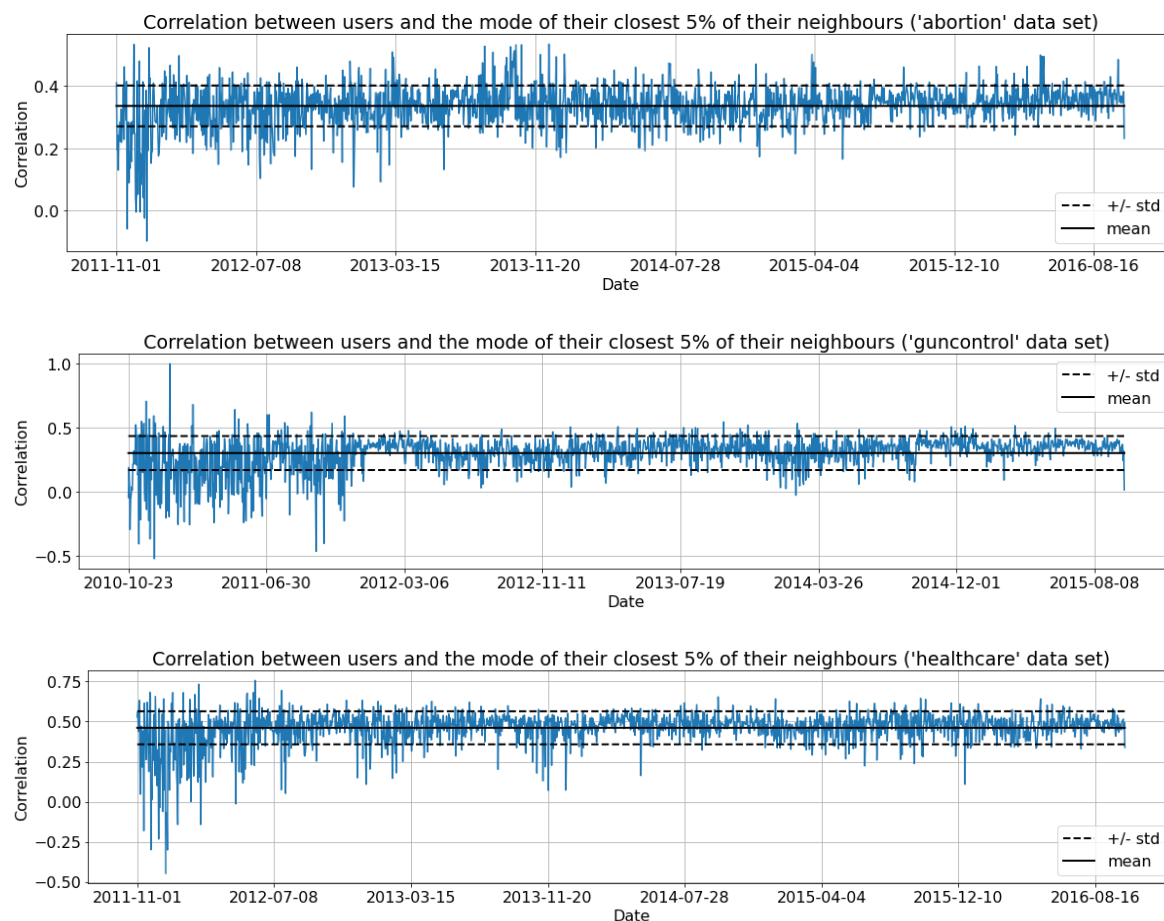 Correlation between users and the mode of their closest 5% of their neighbours ('abortion' data set)
Correlation
0.4
0.2
0.0
+/- std
mean
2011-11-01 2012-07-08 2013-03-15 2013-11-20 2014-07-28 2015-04-04 2015-12-10 2016-08-16
Date
Correlation between users and the mode of their closest 5% of their neighbours ('guncontrol' data set)
Correlation
1.0
0.5
0.0
−0.5
+/- std
mean
2010-10-23 2011-06-30 2012-03-06 2012-11-11 2013-07-19 2014-03-26 2014-12-01 2015-08-08
Date
Correlation between users and the mode of their closest 5% of their neighbours ('healthcare' data set)
Correlation
0.75
0.50
0.25
0.00
−0.25
−0.50
+/- std
mean
2011-11-01 2012-07-08 2013-03-15 2013-11-20 2014-07-28 2015-04-04 2015-12-10 2016-08-16
Date